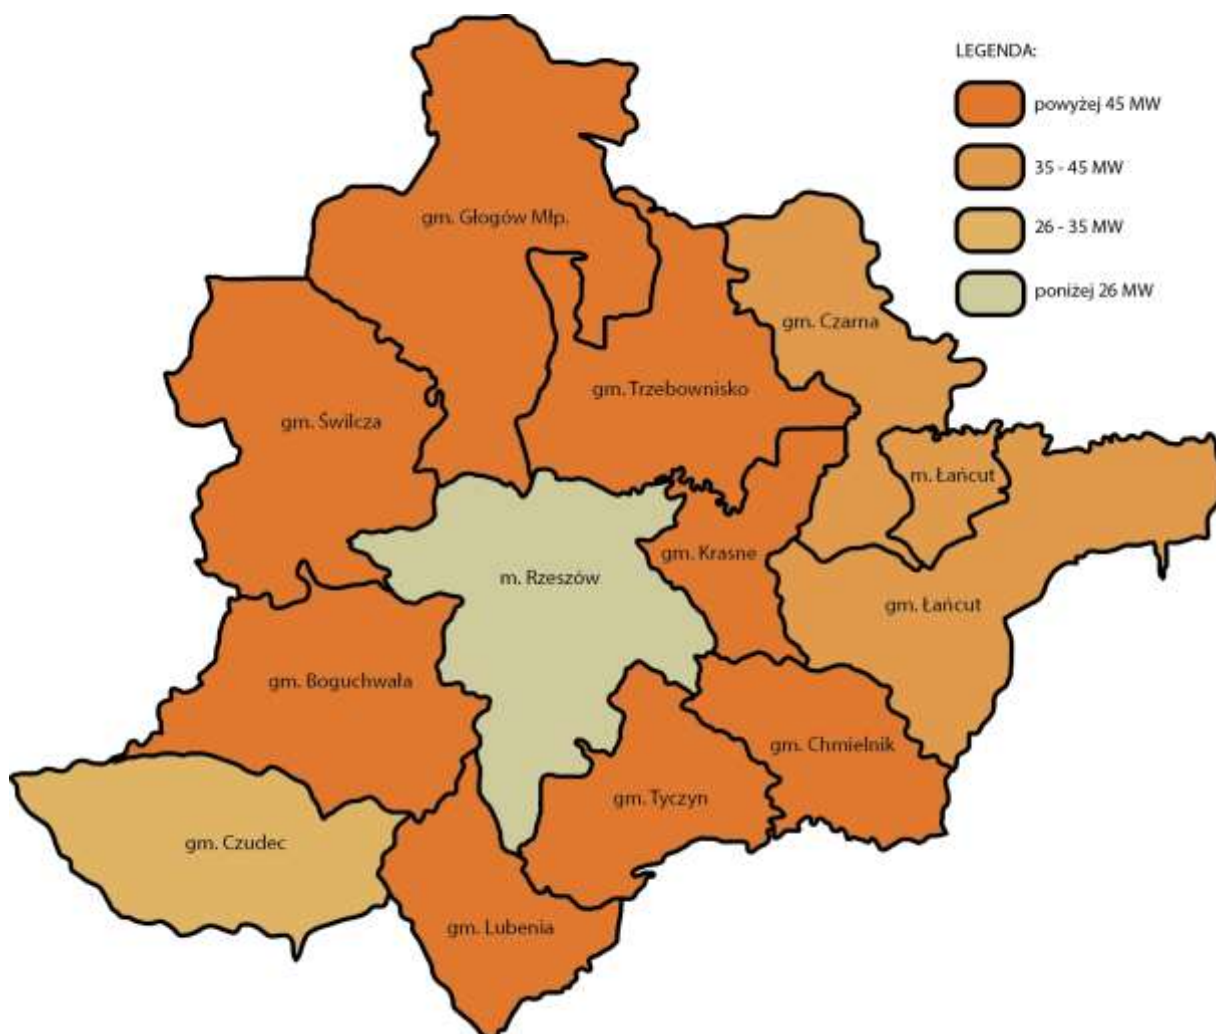 LEGENDA:
powyżej 45 MW
35 - 45 MW
26 - 35 MW
poniżej 26 MW
gm. Głogów Młp.
gm. Czarna
gm. Trzebownisko
gm. Świlcza
m. Łańcut
gm. Krasne
m. Rzeszów
gm. Łańcut
gm. Boguchwała
gm. Chmielnik
gm. Tyczyn
gm. Czudec
gm. Lubenia